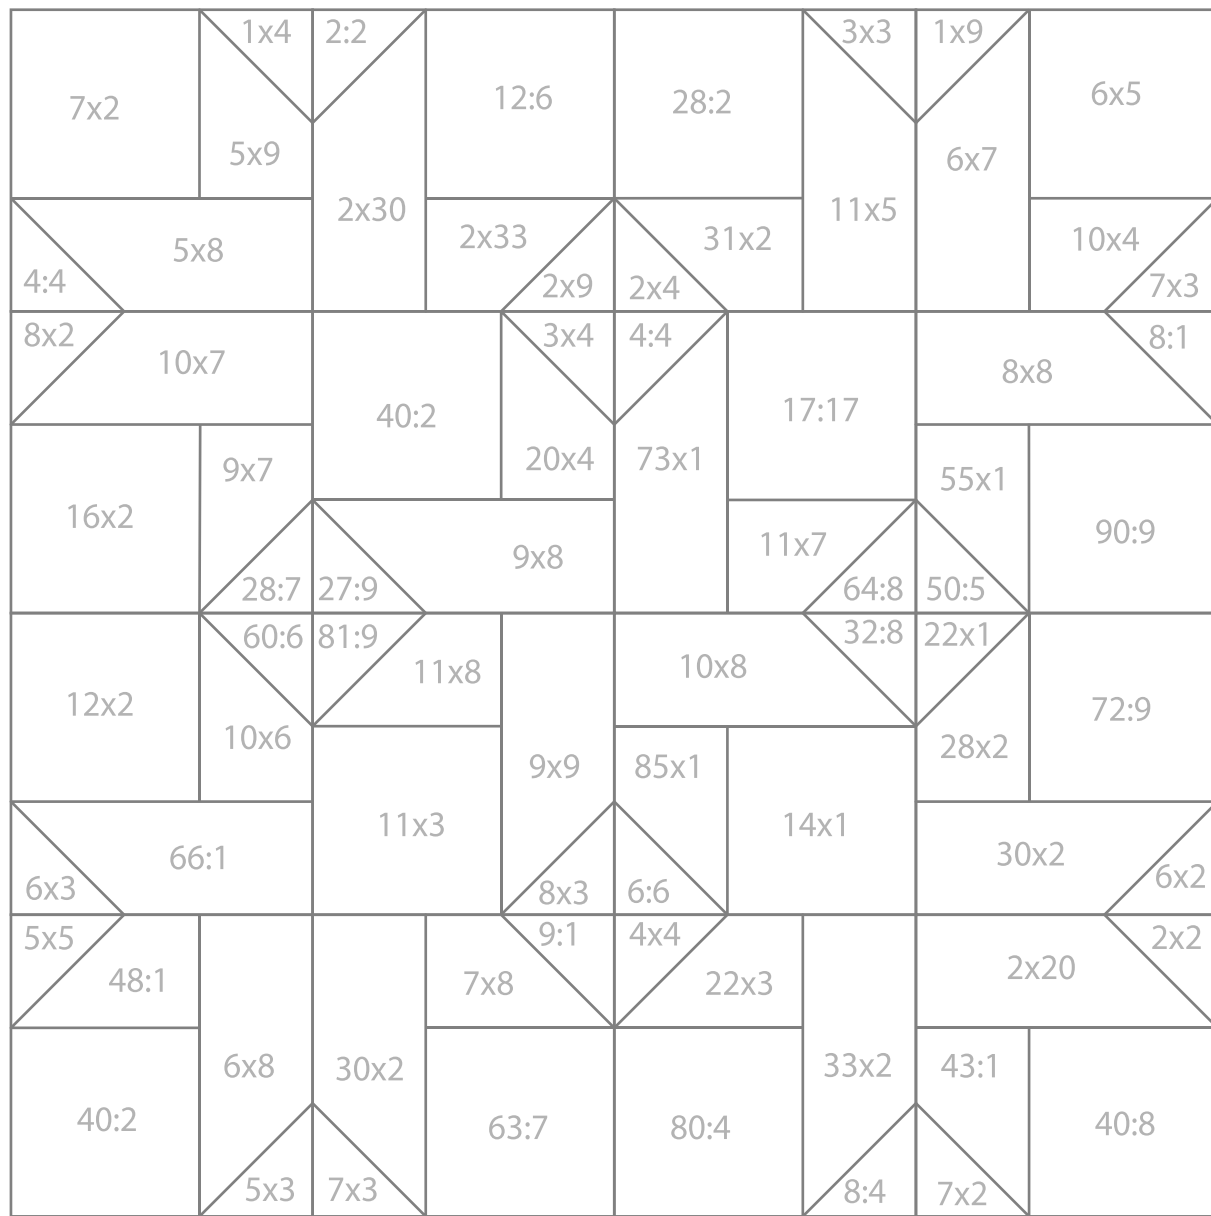 1x4 2:2 3x3 1x9
7x2 12:6 28:2 6x5
5x9 6x7
2x30 11x5
5x8 2x33 31x2 10x4
4:4 2x9 2x4 7x3
8x2 3x4 4:4 8:1
10x7 8x8
40:2 17:17
9x7 20x4 73x1 55x1
16x2 90:9
9x8 11x7
28:7 27:9 64:8 50:5
60:6 81:9 32:8 22x1
11x8 10x8
12x2 72:9
10x6 28x2
9x9 85x1
11x3 14x1
66:1 30x2
6x3 8x3 6:6 6x2
5x5 9:1 4x4 2x2
48:1 7x8 22x3 2x20
6x8 30x2 33x2 43:1
40:2 63:7 80:4 40:8
5x3 7x3 8:4 7x2